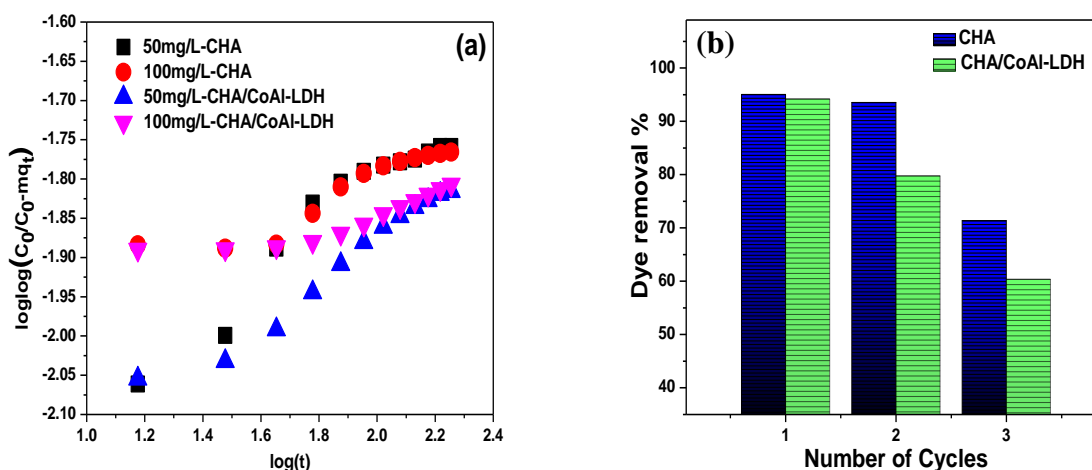 (a)
50mg/L-CHA
100mg/L-CHA
50mg/L-CHA/CoAl-LDH
100mg/L-CHA/CoAl-LDH
loglog(C0/C0-mqt)
-1.60
-1.65
-1.70
-1.75
-1.80
-1.85
-1.90
-1.95
-2.00
-2.05
-2.10
1.0 1.2 1.4 1.6 1.8 2.0 2.2 2.4
log(t)
(b)
CHA
CHA/CoAl-LDH
Dye removal %
100
90
80
70
60
50
40
1 2 3
Number of Cycles